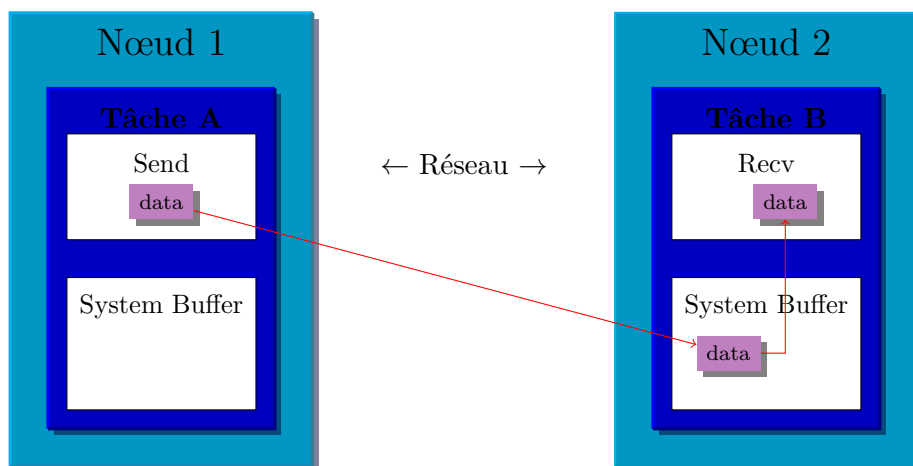 Nœud 1
Tâche A
Send
data
System Buffer
← Réseau →
Nœud 2
Tâche B
Recv
data
System Buffer
data